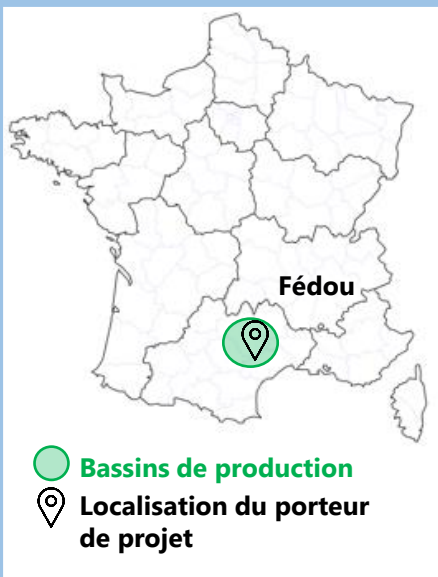 Fédou
Bassins de production
Localisation du porteur
de projet